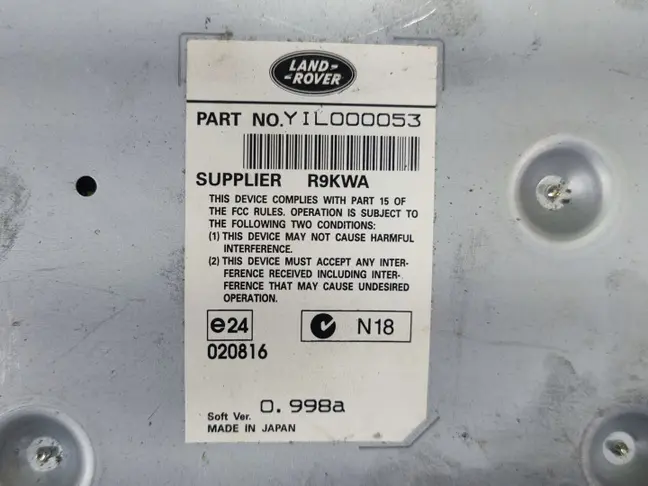 LAND-
-ROVER
PART NO.YIL000053
SUPPLIER R9KWA
THIS DEVICE COMPLIES WITH PART 15 OF
THE FCC RULES. OPERATION IS SUBJECT TO
THE FOLLOWING TWO CONDITIONS:
(1) THIS DEVICE MAY NOT CAUSE HARMFUL
INTERFERENCE.
(2) THIS DEVICE MUST ACCEPT ANY INTER-
FERENCE RECEIVED INCLUDING INTER-
FERENCE THAT MAY CAUSE UNDESIRED
OPERATION.
e24 N18
020816
Soft Ver. 0.998a
MADE IN JAPAN